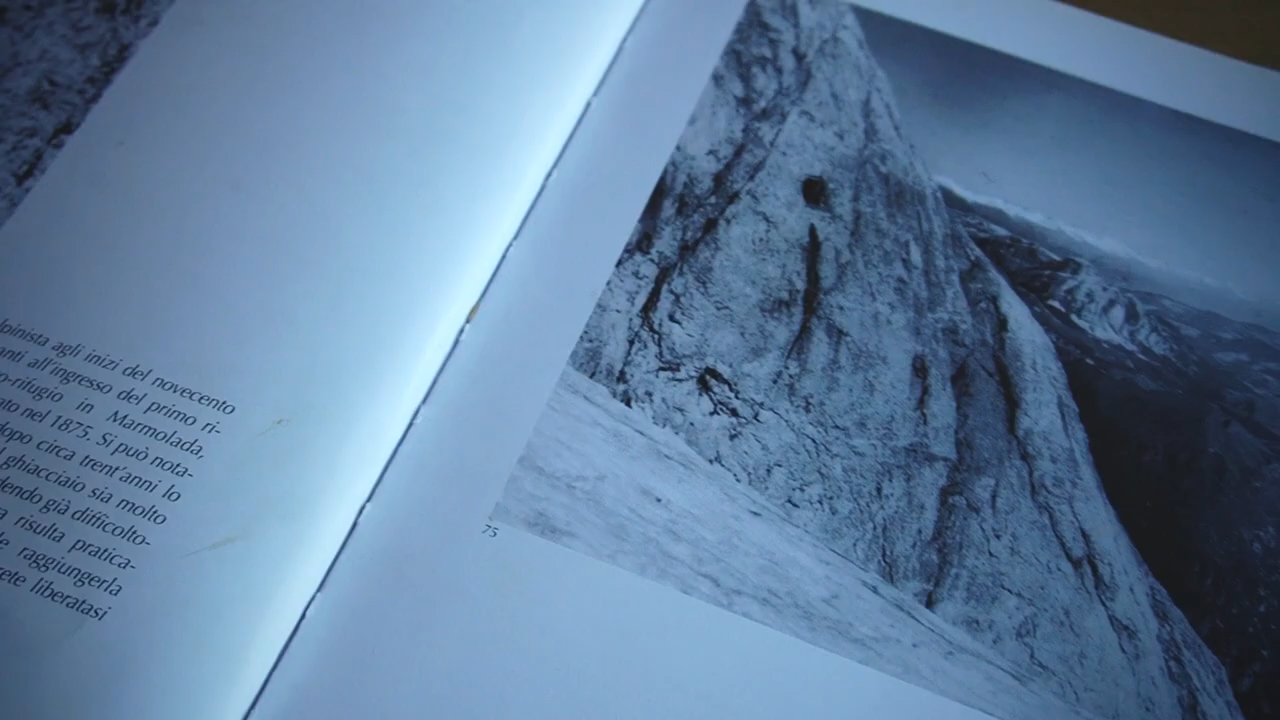 lpinista agli inizi del novecento
anti all'ingresso del primo ri-
o-rifugio in Marmolada,
ato nel 1875. Si può nota-
dopo circa trent'anni lo
l ghiacciaio sia molto
dendo già difficolto-
a risulta pratica-
le raggiungerla
rete liberatasi
75